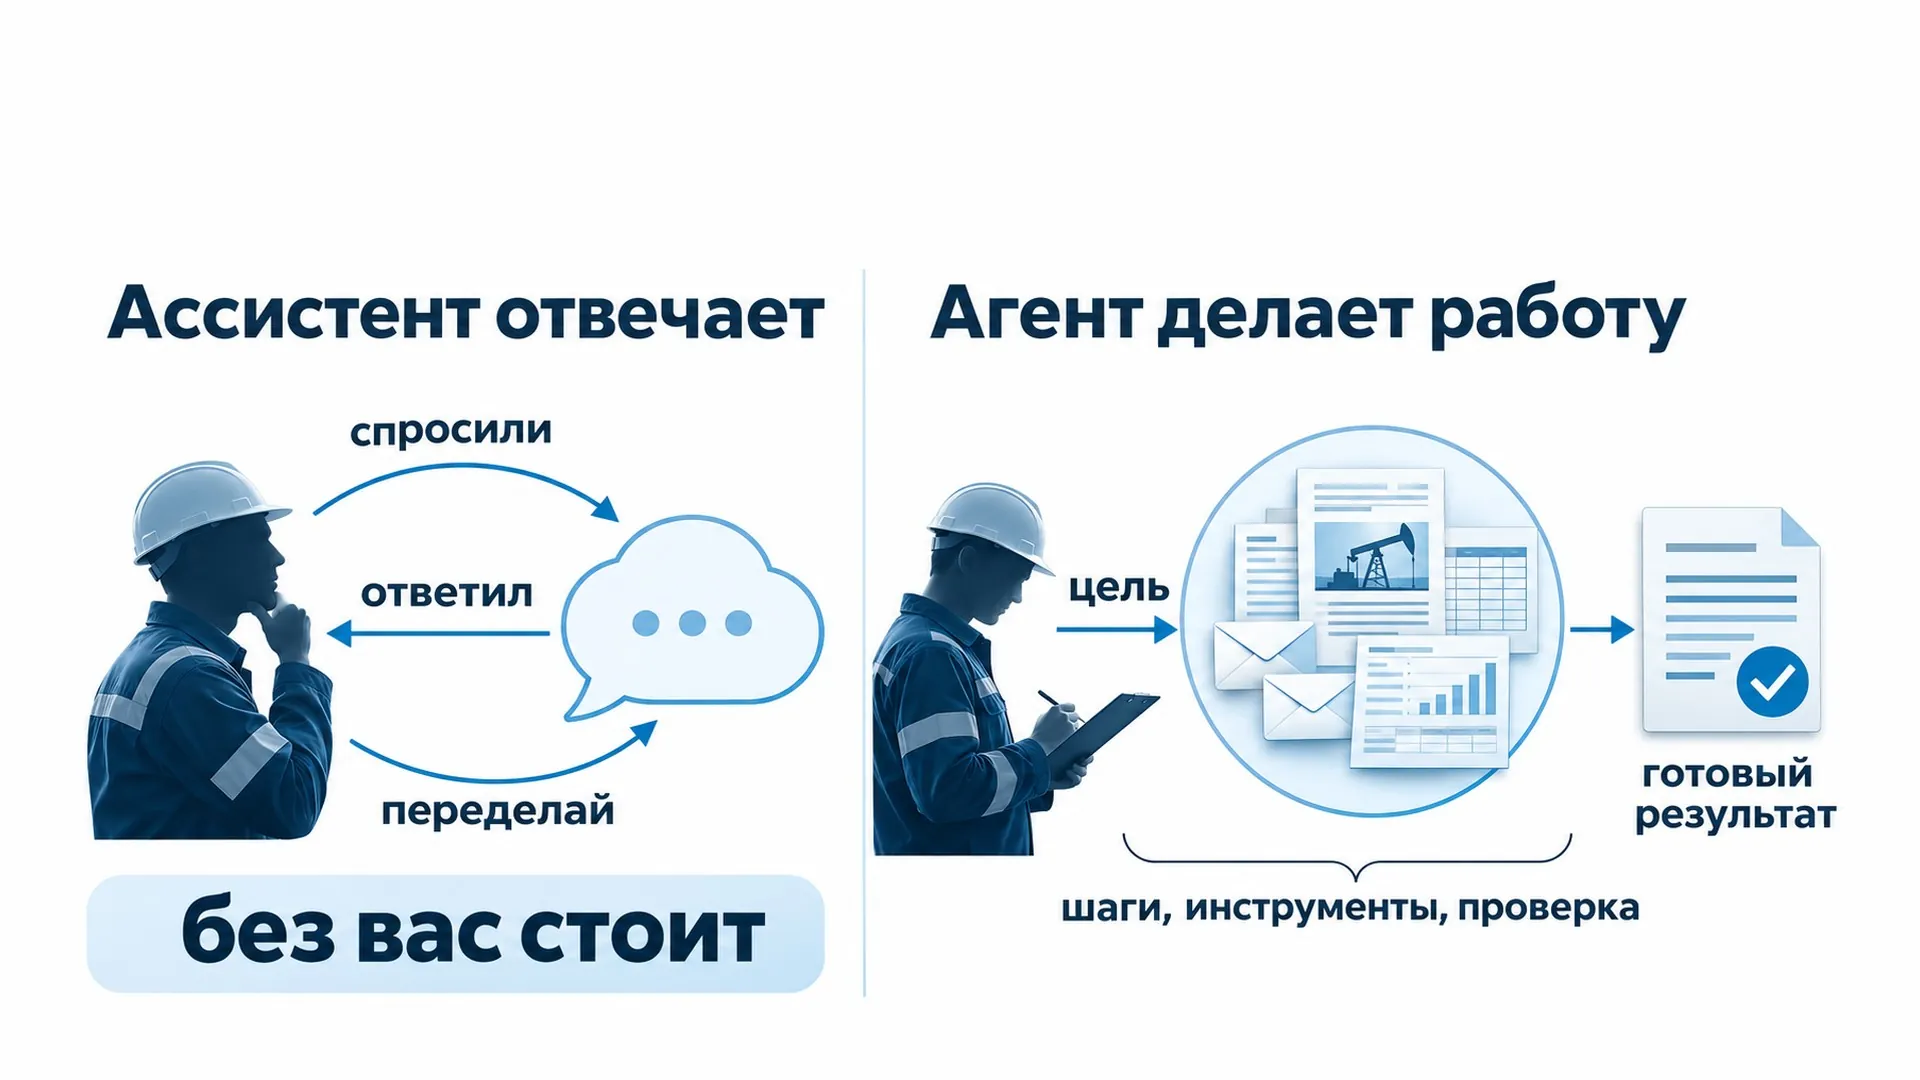 Ассистент отвечает
спросили
ответил
переделай
без вас стоит
Агент делает работу
цель
готовый
результат
шаги, инструменты, проверка